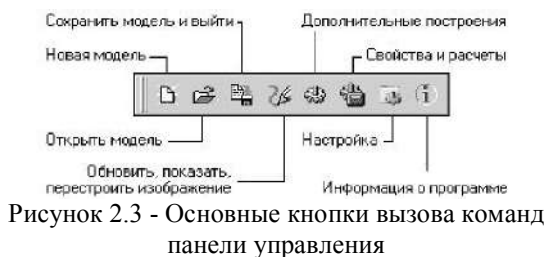 Сохранить модель и выйти
Дополнительные построения
Новая модель
Свойства и расчеты
Открыть модель
Настройка
Обновить, показать,
перестроить изображение
Информация о программе
Рисунок 2.3 - Основные кнопки вызова команд
панели управления